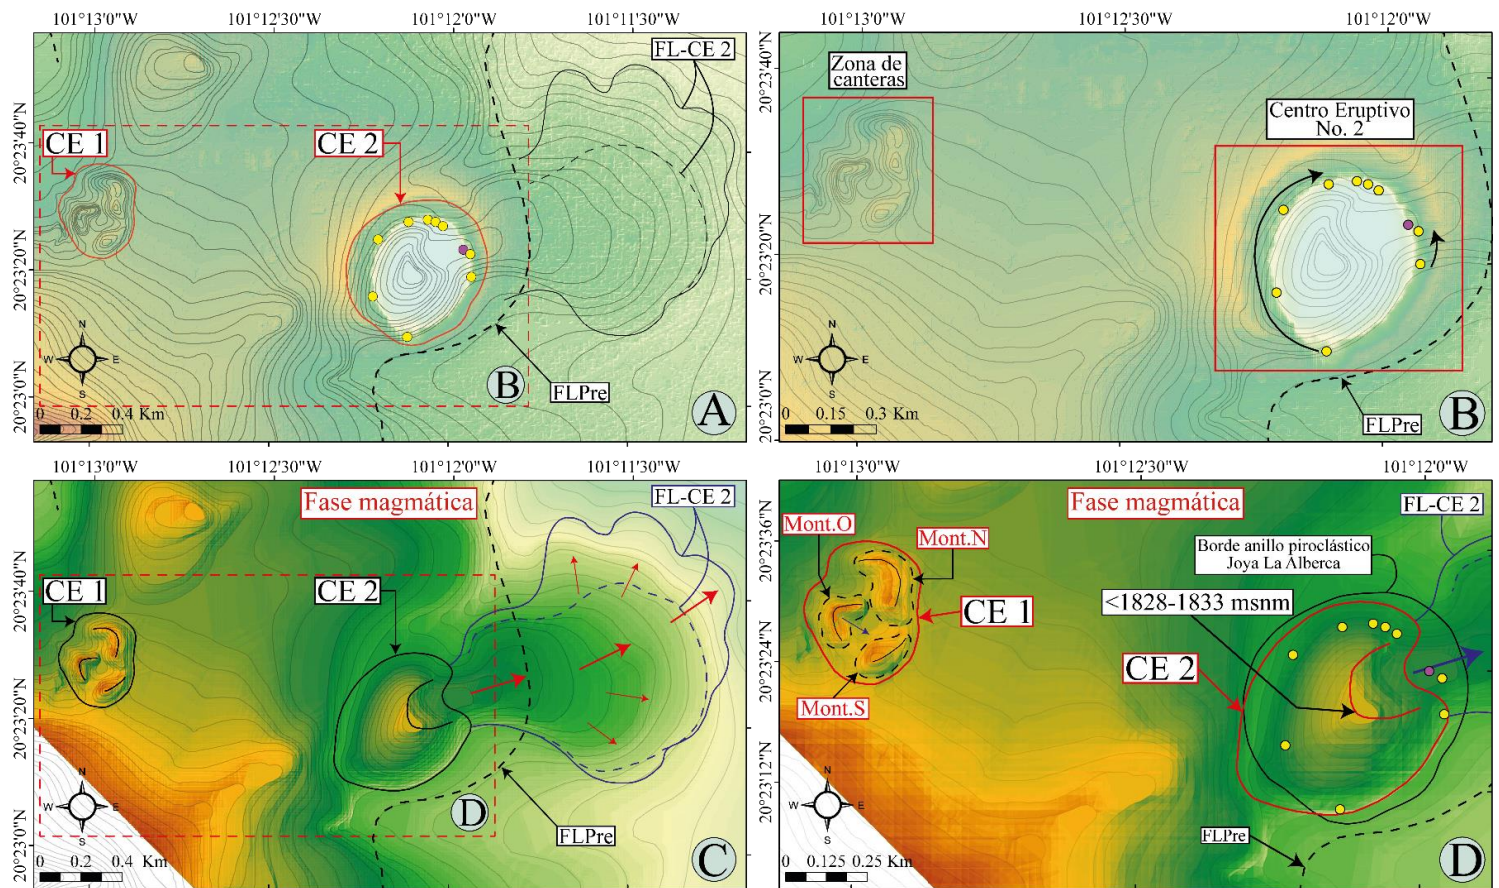 101°13'0"W 101°12'30"W 101°12'0"W 101°11'30"W
20°23'40"N
20°23'20"N
20°23'0"N
FL-CE 2
CE 1
CE 2
N
W E
S
B
FLPre
0 0.2 0.4 Km
A
101°13'0"W 101°12'30"W 101°12'0"W
20°23'40"N
20°23'20"N
20°23'0"N
Zona de
canteras
Centro Eruptivo
No. 2
N
W E
S
0 0.15 0.3 Km
FLPre
B
101°13'0"W 101°12'30"W 101°12'0"W 101°11'30"W
20°23'40"N
20°23'20"N
20°23'0"N
Fase magmática
FL-CE 2
CE 1
CE 2
N
W E
S
D
FLPre
0 0.2 0.4 Km
C
101°13'0"W 101°12'30"W 101°12'0"W
20°23'36"N
20°23'24"N
20°23'12"N
Fase magmática
FL-CE 2
Mont.O
Mont.N
Borde anillo piroclástico
Joya La Alberca
<1828-1833 msnm
CE 1
CE 2
Mont.S
N
W E
S
FLPre
0 0.125 0.25 Km
D